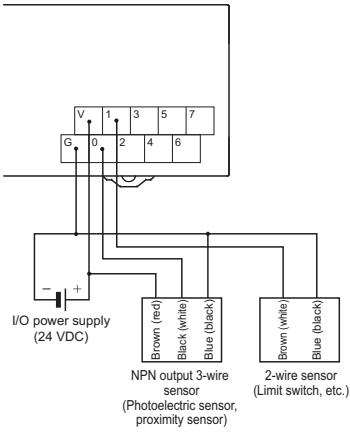 V 1 3 5 7
G 0 2 4 6
− +
I/O power supply
(24 VDC)
Brown (red)
Black (white)
Blue (black)
Brown (white)
Blue (black)
NPN output 3-wire
sensor
(Photoelectric sensor,
proximity sensor)
2-wire sensor
(Limit switch, etc.)